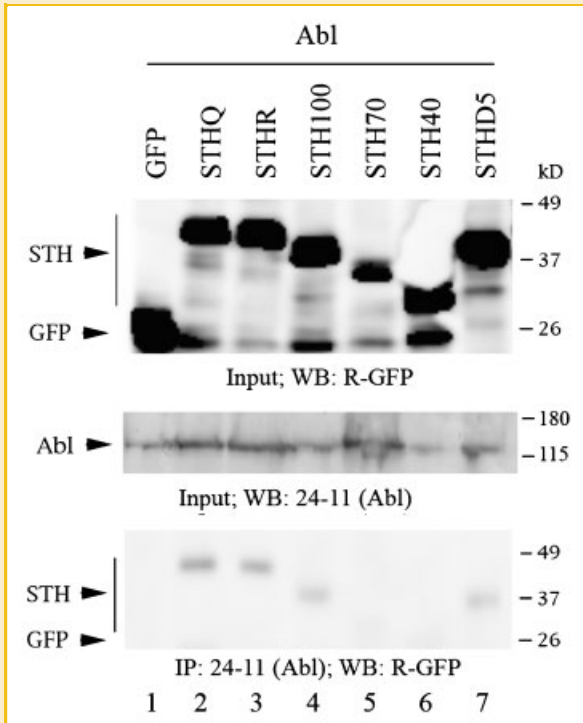 Abl
GFP STHQ STHR STH100 STH70 STH40 STHD5
kD
49
STH
37
GFP
26
Input; WB: R-GFP
180
Abl
115
Input; WB: 24-11 (Abl)
49
STH
37
GFP
26
IP: 24-11 (Abl); WB: R-GFP
1 2 3 4 5 6 7